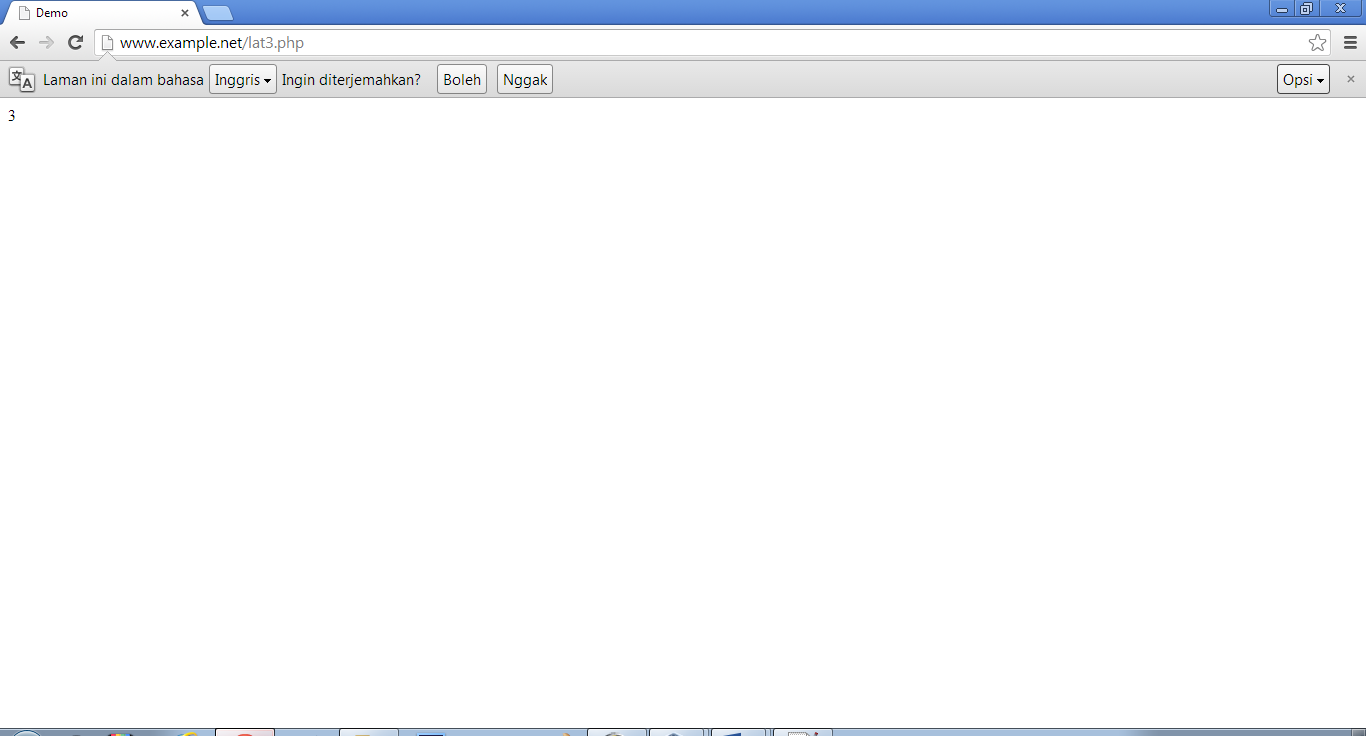 Demo
www.example.net/lat3.php
Laman ini dalam bahasa Inggris Ingin diterjemahkan? Boleh Nggak Opsi
3